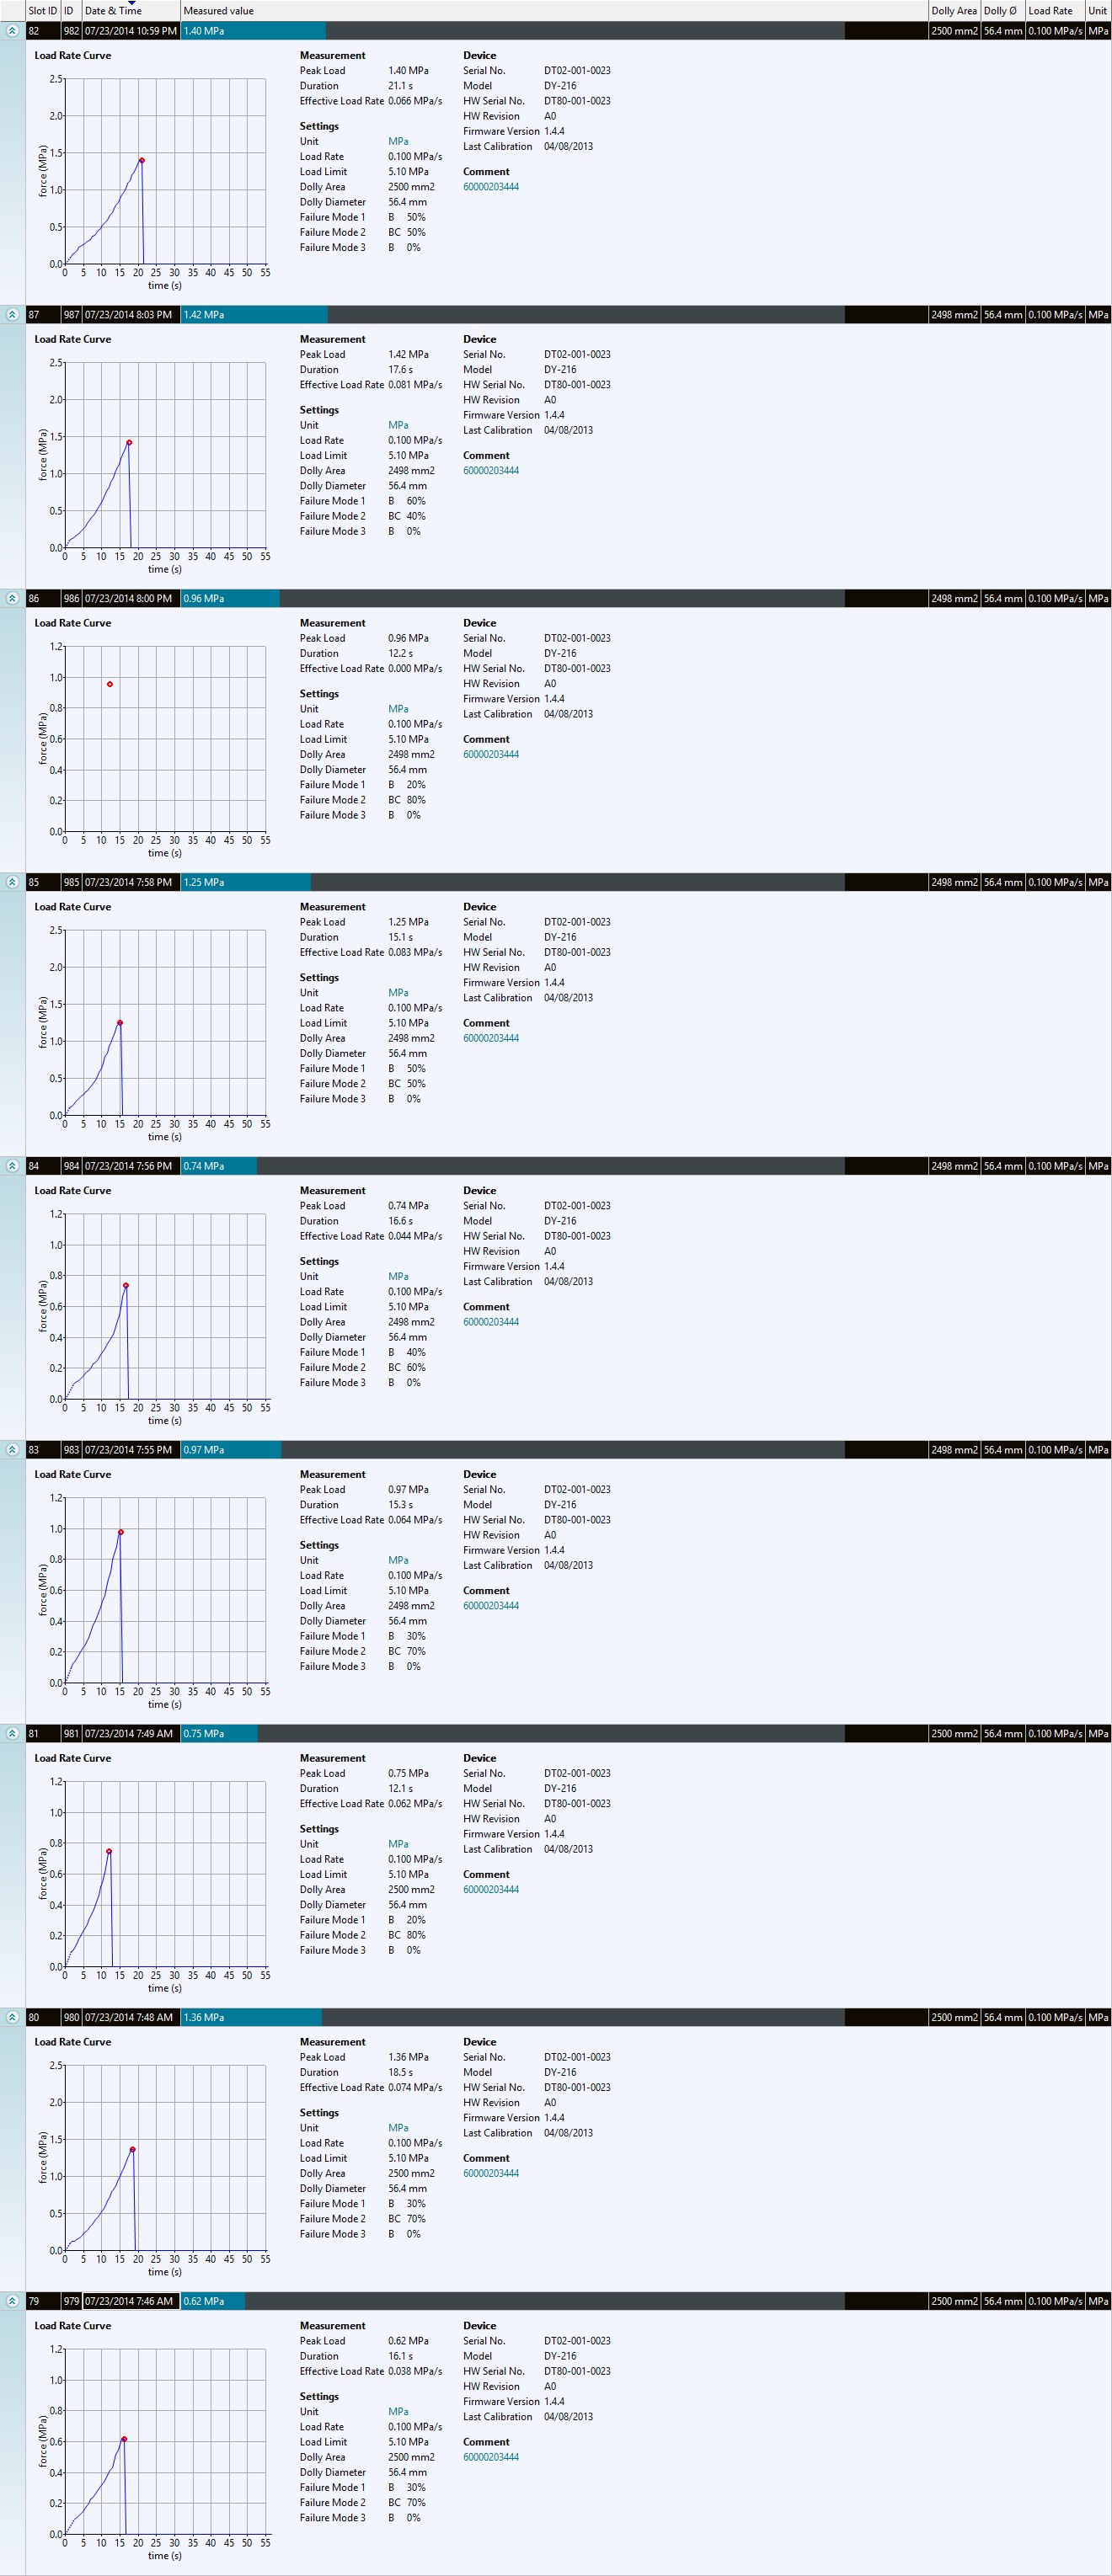 Slot ID ID Date & Time Measured value Dolly Area Dolly Ø Load Rate Unit
82 982 07/23/2014 10:59 PM 1.40 MPa 2500 mm2 56.4 mm 0.100 MPa/s MPa
Load Rate Curve
force (MPa)
2.5
2.0
1.5
1.0
0.5
0.0
0 5 10 15 20 25 30 35 40 45 50 55
time (s)
Measurement
Peak Load 1.40 MPa
Duration 21.1 s
Effective Load Rate 0.066 MPa/s
Settings
Unit MPa
Load Rate 0.100 MPa/s
Load Limit 5.10 MPa
Dolly Area 2500 mm2
Dolly Diameter 56.4 mm
Failure Mode 1 B 50%
Failure Mode 2 BC 50%
Failure Mode 3 B 0%
Device
Serial No. DT02-001-0023
Model DY-216
HW Serial No. DT80-001-0023
HW Revision A0
Firmware Version 1.4.4
Last Calibration 04/08/2013
Comment
60000203444
87 987 07/23/2014 8:03 PM 1.42 MPa 2498 mm2 56.4 mm 0.100 MPa/s MPa
Load Rate Curve
force (MPa)
2.5
2.0
1.5
1.0
0.5
0.0
0 5 10 15 20 25 30 35 40 45 50 55
time (s)
Measurement
Peak Load 1.42 MPa
Duration 17.6 s
Effective Load Rate 0.081 MPa/s
Settings
Unit MPa
Load Rate 0.100 MPa/s
Load Limit 5.10 MPa
Dolly Area 2498 mm2
Dolly Diameter 56.4 mm
Failure Mode 1 B 60%
Failure Mode 2 BC 40%
Failure Mode 3 B 0%
Device
Serial No. DT02-001-0023
Model DY-216
HW Serial No. DT80-001-0023
HW Revision A0
Firmware Version 1.4.4
Last Calibration 04/08/2013
Comment
60000203444
86 986 07/23/2014 8:00 PM 0.96 MPa 2498 mm2 56.4 mm 0.100 MPa/s MPa
Load Rate Curve
force (MPa)
1.2
1.0
0.8
0.6
0.4
0.2
0.0
0 5 10 15 20 25 30 35 40 45 50 55
time (s)
Measurement
Peak Load 0.96 MPa
Duration 12.2 s
Effective Load Rate 0.000 MPa/s
Settings
Unit MPa
Load Rate 0.100 MPa/s
Load Limit 5.10 MPa
Dolly Area 2498 mm2
Dolly Diameter 56.4 mm
Failure Mode 1 B 20%
Failure Mode 2 BC 80%
Failure Mode 3 B 0%
Device
Serial No. DT02-001-0023
Model DY-216
HW Serial No. DT80-001-0023
HW Revision A0
Firmware Version 1.4.4
Last Calibration 04/08/2013
Comment
60000203444
85 985 07/23/2014 7:58 PM 1.25 MPa 2498 mm2 56.4 mm 0.100 MPa/s MPa
Load Rate Curve
force (MPa)
2.5
2.0
1.5
1.0
0.5
0.0
0 5 10 15 20 25 30 35 40 45 50 55
time (s)
Measurement
Peak Load 1.25 MPa
Duration 15.1 s
Effective Load Rate 0.083 MPa/s
Settings
Unit MPa
Load Rate 0.100 MPa/s
Load Limit 5.10 MPa
Dolly Area 2498 mm2
Dolly Diameter 56.4 mm
Failure Mode 1 B 50%
Failure Mode 2 BC 50%
Failure Mode 3 B 0%
Device
Serial No. DT02-001-0023
Model DY-216
HW Serial No. DT80-001-0023
HW Revision A0
Firmware Version 1.4.4
Last Calibration 04/08/2013
Comment
60000203444
84 984 07/23/2014 7:56 PM 0.74 MPa 2498 mm2 56.4 mm 0.100 MPa/s MPa
Load Rate Curve
force (MPa)
1.2
1.0
0.8
0.6
0.4
0.2
0.0
0 5 10 15 20 25 30 35 40 45 50 55
time (s)
Measurement
Peak Load 0.74 MPa
Duration 16.6 s
Effective Load Rate 0.044 MPa/s
Settings
Unit MPa
Load Rate 0.100 MPa/s
Load Limit 5.10 MPa
Dolly Area 2498 mm2
Dolly Diameter 56.4 mm
Failure Mode 1 B 40%
Failure Mode 2 BC 60%
Failure Mode 3 B 0%
Device
Serial No. DT02-001-0023
Model DY-216
HW Serial No. DT80-001-0023
HW Revision A0
Firmware Version 1.4.4
Last Calibration 04/08/2013
Comment
60000203444
83 983 07/23/2014 7:55 PM 0.97 MPa 2498 mm2 56.4 mm 0.100 MPa/s MPa
Load Rate Curve
force (MPa)
1.2
1.0
0.8
0.6
0.4
0.2
0.0
0 5 10 15 20 25 30 35 40 45 50 55
time (s)
Measurement
Peak Load 0.97 MPa
Duration 15.3 s
Effective Load Rate 0.064 MPa/s
Settings
Unit MPa
Load Rate 0.100 MPa/s
Load Limit 5.10 MPa
Dolly Area 2498 mm2
Dolly Diameter 56.4 mm
Failure Mode 1 B 30%
Failure Mode 2 BC 70%
Failure Mode 3 B 0%
Device
Serial No. DT02-001-0023
Model DY-216
HW Serial No. DT80-001-0023
HW Revision A0
Firmware Version 1.4.4
Last Calibration 04/08/2013
Comment
60000203444
81 981 07/23/2014 7:49 AM 0.75 MPa 2500 mm2 56.4 mm 0.100 MPa/s MPa
Load Rate Curve
force (MPa)
1.2
1.0
0.8
0.6
0.4
0.2
0.0
0 5 10 15 20 25 30 35 40 45 50 55
time (s)
Measurement
Peak Load 0.75 MPa
Duration 12.1 s
Effective Load Rate 0.062 MPa/s
Settings
Unit MPa
Load Rate 0.100 MPa/s
Load Limit 5.10 MPa
Dolly Area 2500 mm2
Dolly Diameter 56.4 mm
Failure Mode 1 B 20%
Failure Mode 2 BC 80%
Failure Mode 3 B 0%
Device
Serial No. DT02-001-0023
Model DY-216
HW Serial No. DT80-001-0023
HW Revision A0
Firmware Version 1.4.4
Last Calibration 04/08/2013
Comment
60000203444
80 980 07/23/2014 7:48 AM 1.36 MPa 2500 mm2 56.4 mm 0.100 MPa/s MPa
Load Rate Curve
force (MPa)
2.5
2.0
1.5
1.0
0.5
0.0
0 5 10 15 20 25 30 35 40 45 50 55
time (s)
Measurement
Peak Load 1.36 MPa
Duration 18.5 s
Effective Load Rate 0.074 MPa/s
Settings
Unit MPa
Load Rate 0.100 MPa/s
Load Limit 5.10 MPa
Dolly Area 2500 mm2
Dolly Diameter 56.4 mm
Failure Mode 1 B 30%
Failure Mode 2 BC 70%
Failure Mode 3 B 0%
Device
Serial No. DT02-001-0023
Model DY-216
HW Serial No. DT80-001-0023
HW Revision A0
Firmware Version 1.4.4
Last Calibration 04/08/2013
Comment
60000203444
79 979 07/23/2014 7:46 AM 0.62 MPa 2500 mm2 56.4 mm 0.100 MPa/s MPa
Load Rate Curve
force (MPa)
1.2
1.0
0.8
0.6
0.4
0.2
0.0
0 5 10 15 20 25 30 35 40 45 50 55
time (s)
Measurement
Peak Load 0.62 MPa
Duration 16.1 s
Effective Load Rate 0.038 MPa/s
Settings
Unit MPa
Load Rate 0.100 MPa/s
Load Limit 5.10 MPa
Dolly Area 2500 mm2
Dolly Diameter 56.4 mm
Failure Mode 1 B 30%
Failure Mode 2 BC 70%
Failure Mode 3 B 0%
Device
Serial No. DT02-001-0023
Model DY-216
HW Serial No. DT80-001-0023
HW Revision A0
Firmware Version 1.4.4
Last Calibration 04/08/2013
Comment
60000203444